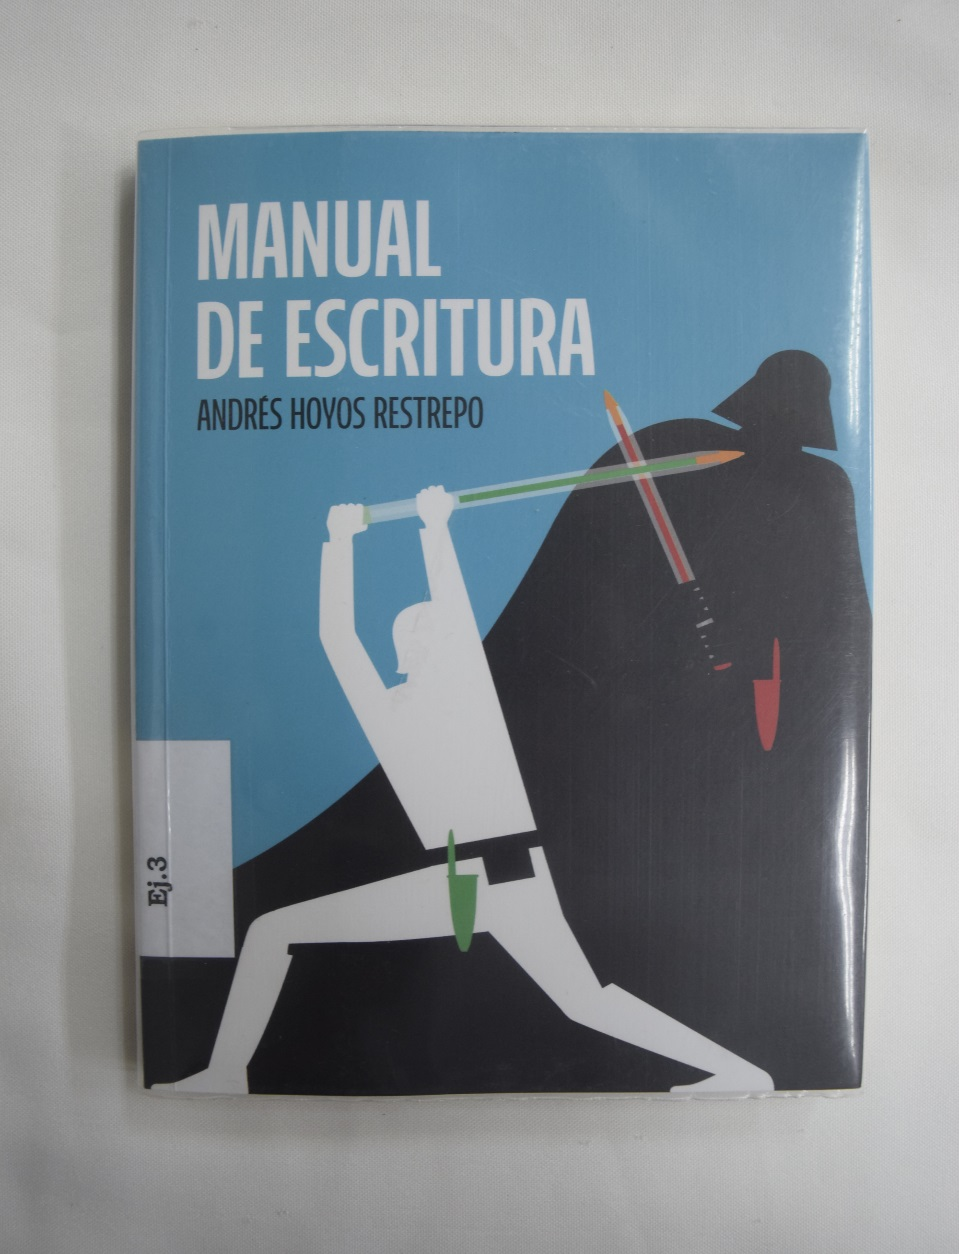 MANUAL
DE ESCRITURA
ANDRÉS HOYOS RESTREPO
Ej.3